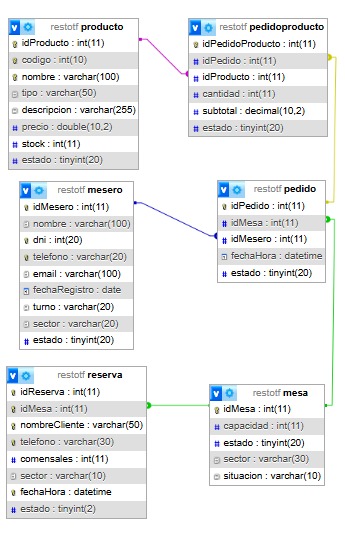 restotf producto
idProducto : int(11)
codigo : int(10)
nombre : varchar(100)
tipo : varchar(50)
descripcion : varchar(255)
precio : double(10,2)
stock : int(11)
estado : tinyint(20)
restotf pedidoproducto
idPedidoProducto : int(11)
idPedido : int(11)
idProducto : int(11)
cantidad : int(11)
subtotal : decimal(10,2)
estado : tinyint(20)
restotf mesero
idMesero : int(11)
nombre : varchar(100)
dni : int(20)
telefono : varchar(20)
email : varchar(100)
fechaRegistro : date
turno : varchar(20)
sector : varchar(20)
estado : tinyint(20)
restotf pedido
idPedido : int(11)
idMesa : int(11)
idMesero : int(11)
fechaHora : datetime
estado : tinyint(20)
restotf reserva
idReserva : int(11)
idMesa : int(11)
nombreCliente : varchar(50)
telefono : varchar(30)
comensales : int(11)
sector : varchar(10)
fechaHora : datetime
estado : tinyint(2)
restotf mesa
idMesa : int(11)
capacidad : int(11)
estado : tinyint(20)
sector : varchar(30)
situacion : varchar(10)